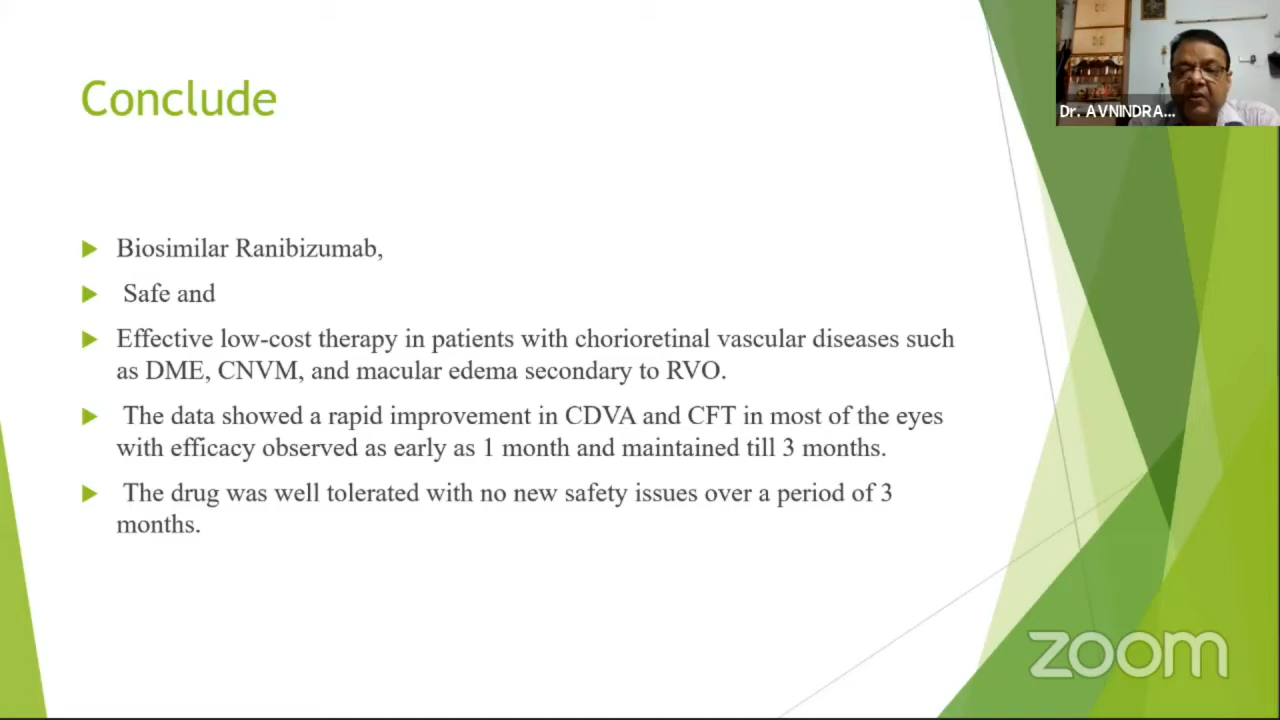 Conclude
Dr. AVNINDRA...
Biosimilar Ranibizumab,
Safe and
Effective low-cost therapy in patients with chorioretinal vascular diseases such
as DME, CNVM, and macular edema secondary to RVO.
The data showed a rapid improvement in CDVA and CFT in most of the eyes
with efficacy observed as early as 1 month and maintained till 3 months.
The drug was well tolerated with no new safety issues over a period of 3
months.
zoom